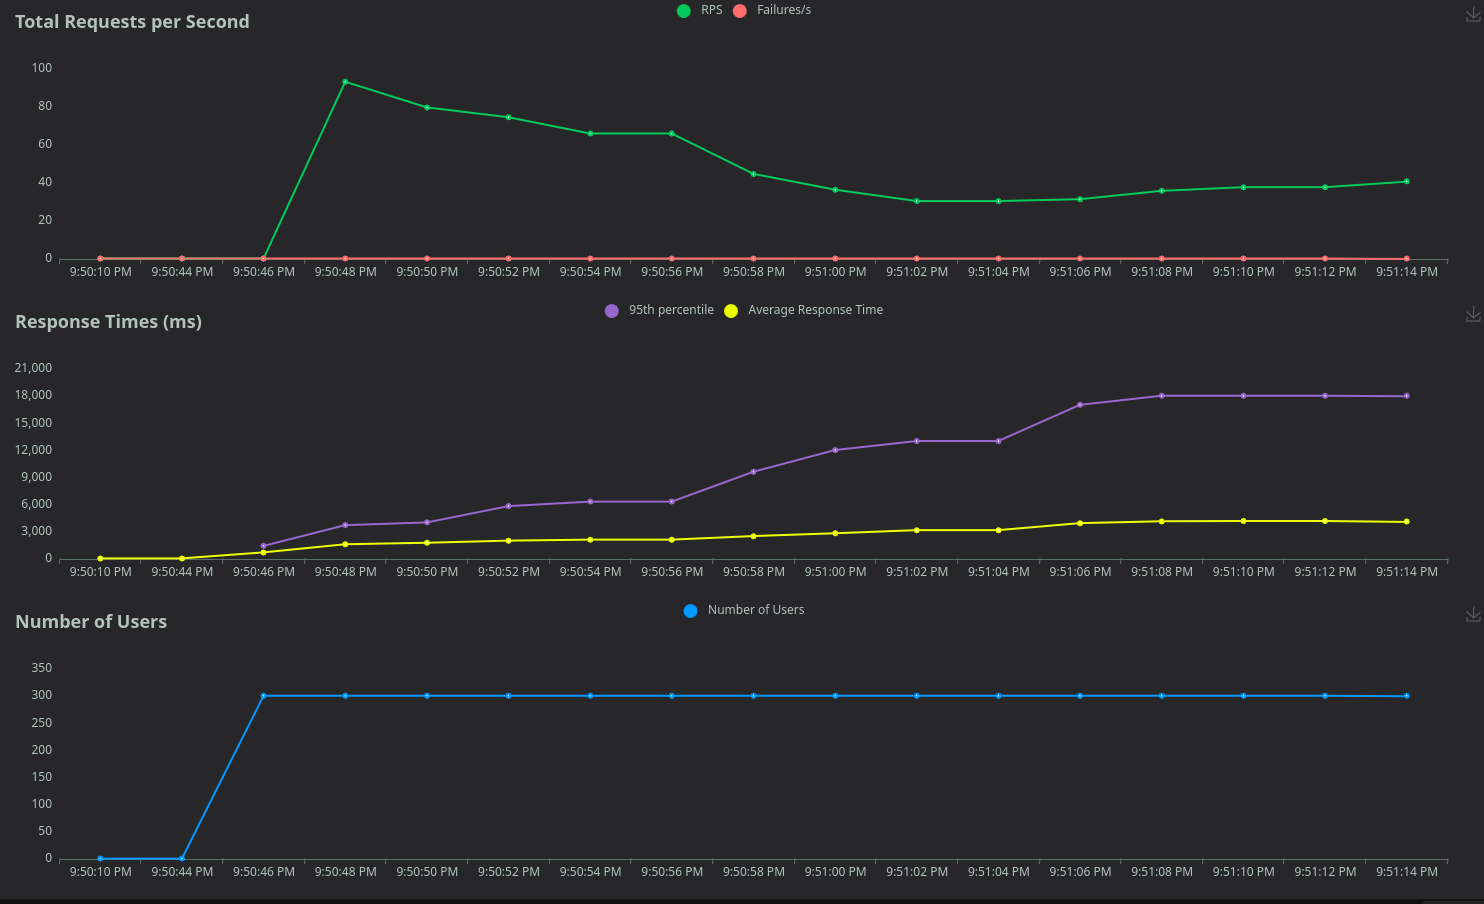 Total Requests per Second
RPS Failures/s
100
80
60
40
20
0
9:50:10 PM 9:50:44 PM 9:50:46 PM 9:50:48 PM 9:50:50 PM 9:50:52 PM 9:50:54 PM 9:50:56 PM 9:50:58 PM 9:51:00 PM 9:51:02 PM 9:51:04 PM 9:51:06 PM 9:51:08 PM 9:51:10 PM 9:51:12 PM 9:51:14 PM
Response Times (ms)
95th percentile Average Response Time
21,000
18,000
15,000
12,000
9,000
6,000
3,000
0
9:50:10 PM 9:50:44 PM 9:50:46 PM 9:50:48 PM 9:50:50 PM 9:50:52 PM 9:50:54 PM 9:50:56 PM 9:50:58 PM 9:51:00 PM 9:51:02 PM 9:51:04 PM 9:51:06 PM 9:51:08 PM 9:51:10 PM 9:51:12 PM 9:51:14 PM
Number of Users
Number of Users
350
300
250
200
150
100
50
0
9:50:10 PM 9:50:44 PM 9:50:46 PM 9:50:48 PM 9:50:50 PM 9:50:52 PM 9:50:54 PM 9:50:56 PM 9:50:58 PM 9:51:00 PM 9:51:02 PM 9:51:04 PM 9:51:06 PM 9:51:08 PM 9:51:10 PM 9:51:12 PM 9:51:14 PM